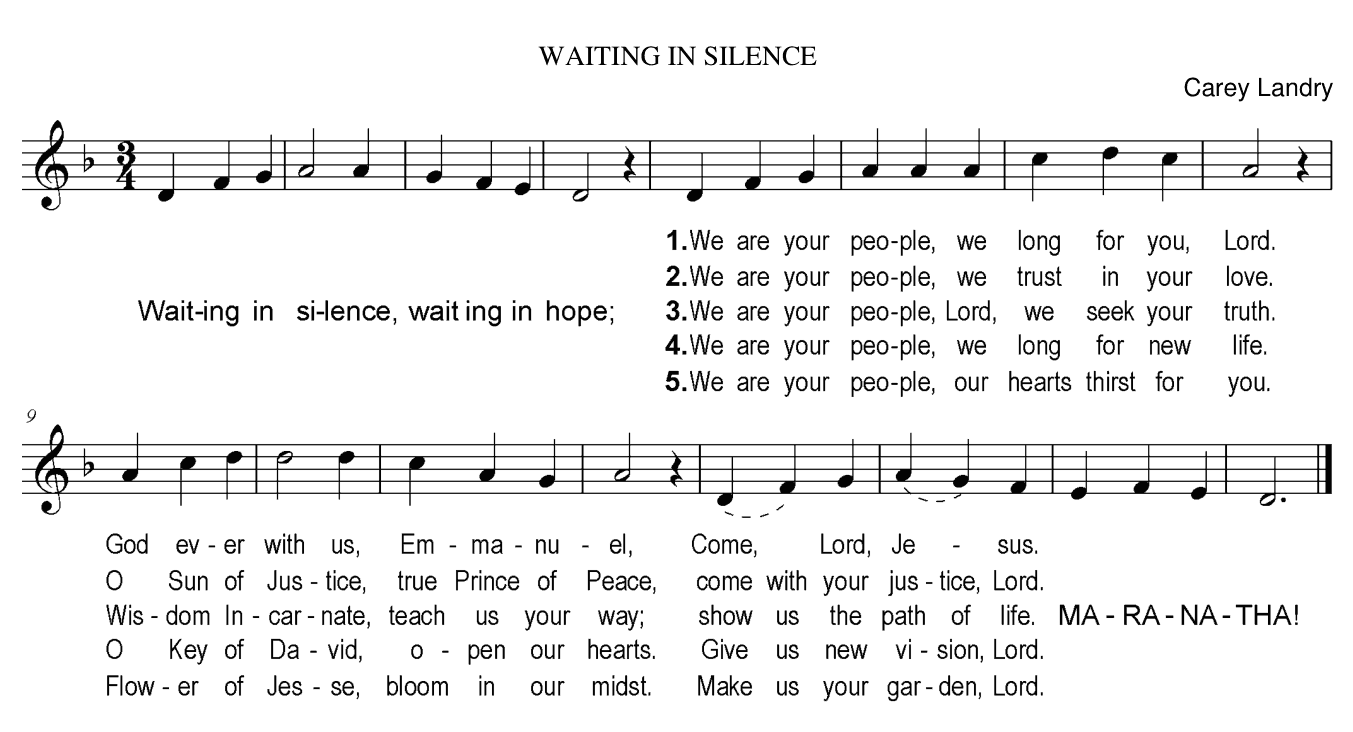 WAITING IN SILENCE
Carey Landry
3
4
1.We are your peo-ple, we long for you, Lord.
2.We are your peo-ple, we trust in your love.
Wait-ing in si-lence, wait ing in hope; 3.We are your peo-ple, Lord, we seek your truth.
4.We are your peo-ple, we long for new life.
5.We are your peo-ple, our hearts thirst for you.
9
God ev - er with us, Em - ma - nu - el, Come, Lord, Je - sus.
O Sun of Jus - tice, true Prince of Peace, come with your jus - tice, Lord.
Wis - dom In - car - nate, teach us your way; show us the path of life. MA - RA - NA - THA!
O Key of Da - vid, o - pen our hearts. Give us new vi - sion, Lord.
Flow - er of Jes - se, bloom in our midst. Make us your gar - den, Lord.